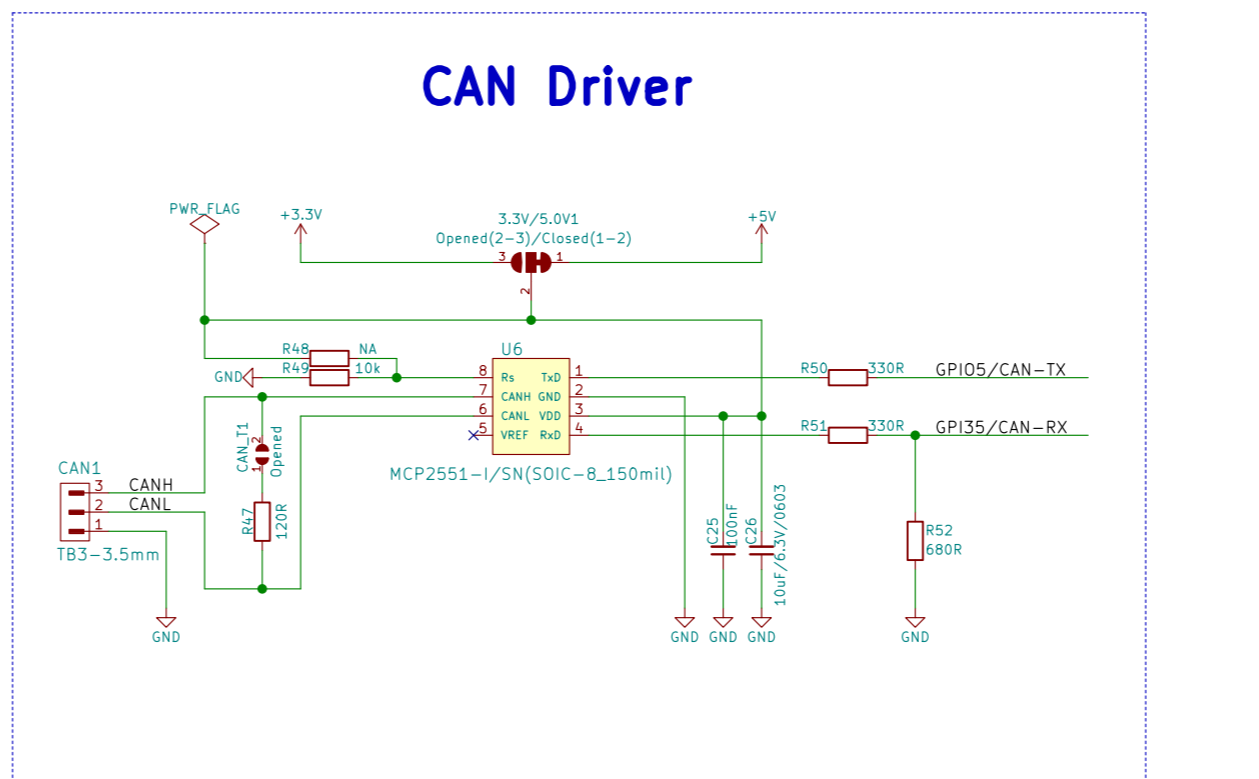 CAN Driver
PWR_FLAG
+3.3V
3.3V/5.0V1
Opened(2-3)/Closed(1-2)
+5V
3
1
2
R48
NA
R49
10k
GND
U6
8
Rs
TxD
1
7
CANH
GND
2
6
CANL
VDD
3
5
VREF
RxD
4
MCP2551-I/SN(SOIC-8_150mil)
R50
330R
GPIO5/CAN-TX
R51
330R
GPI35/CAN-RX
CAN_T1
Opened
2
1
CAN1
3
CANH
2
CANL
1
TB3-3.5mm
R47
120R
C25
100nF
C26
10uF/6.3V/0603
R52
680R
GND
GND
GND
GND
GND